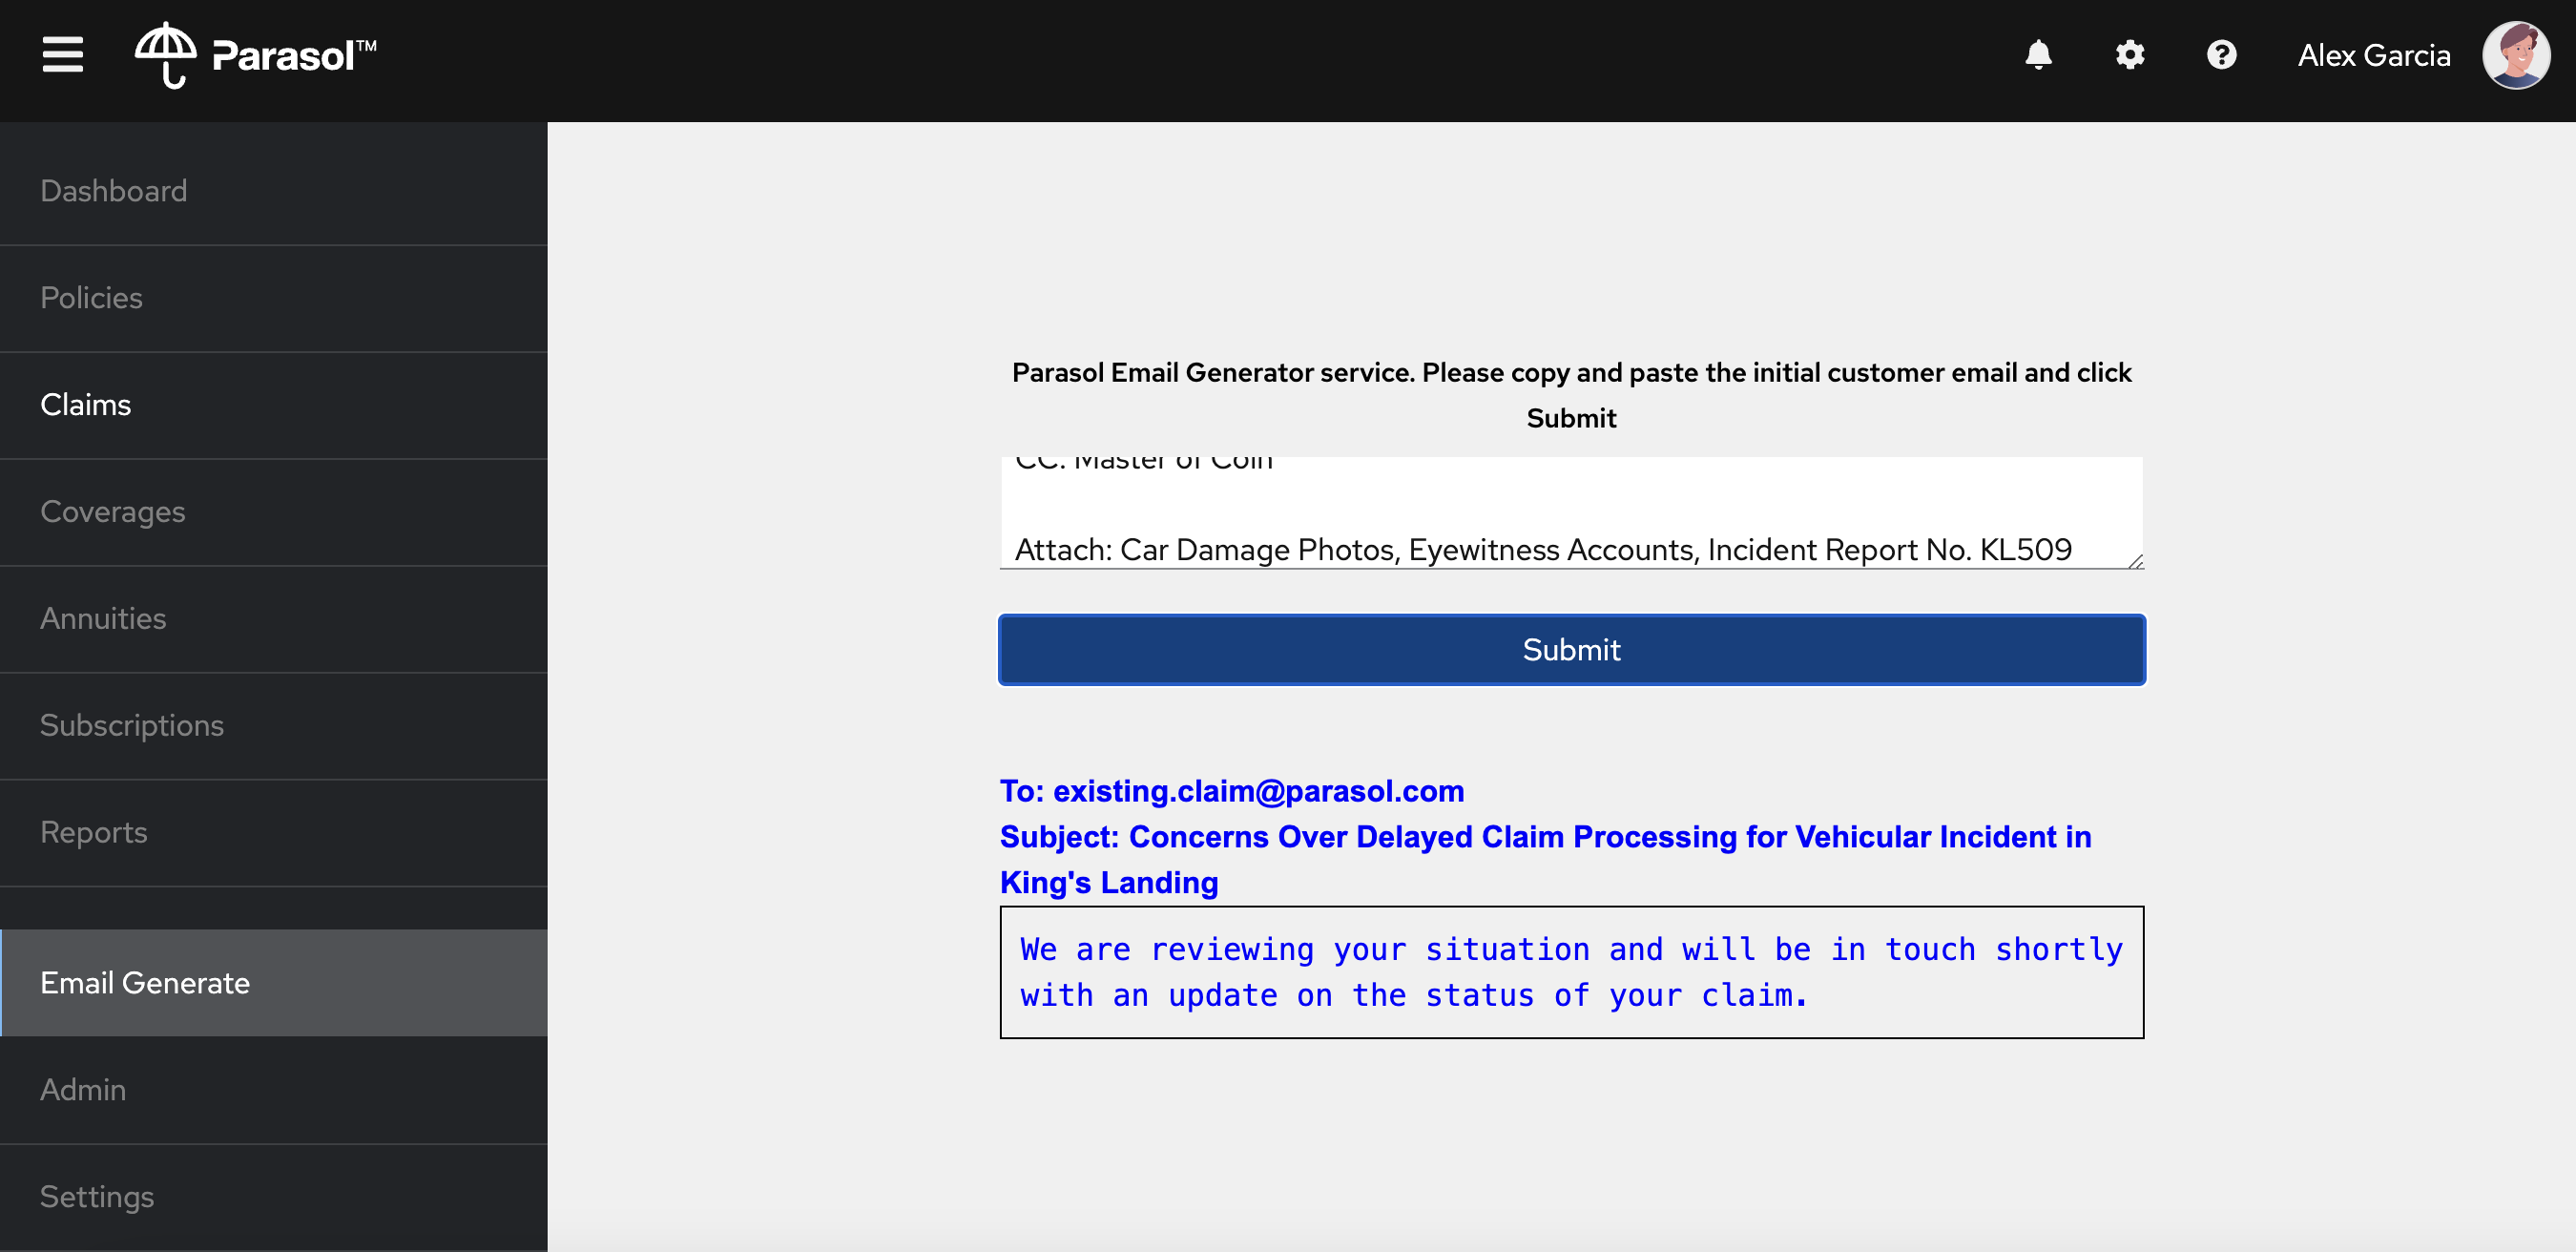 Parasol™
Alex Garcia
Dashboard
Policies
Claims
Coverages
Annuities
Subscriptions
Reports
Email Generate
Admin
Settings
Parasol Email Generator service. Please copy and paste the initial customer email and click
Submit
CC: Master of Coin
Attach: Car Damage Photos, Eyewitness Accounts, Incident Report No. KL509
Submit
To: existing.claim@parasol.com
Subject: Concerns Over Delayed Claim Processing for Vehicular Incident in
King's Landing
We are reviewing your situation and will be in touch shortly
with an update on the status of your claim.